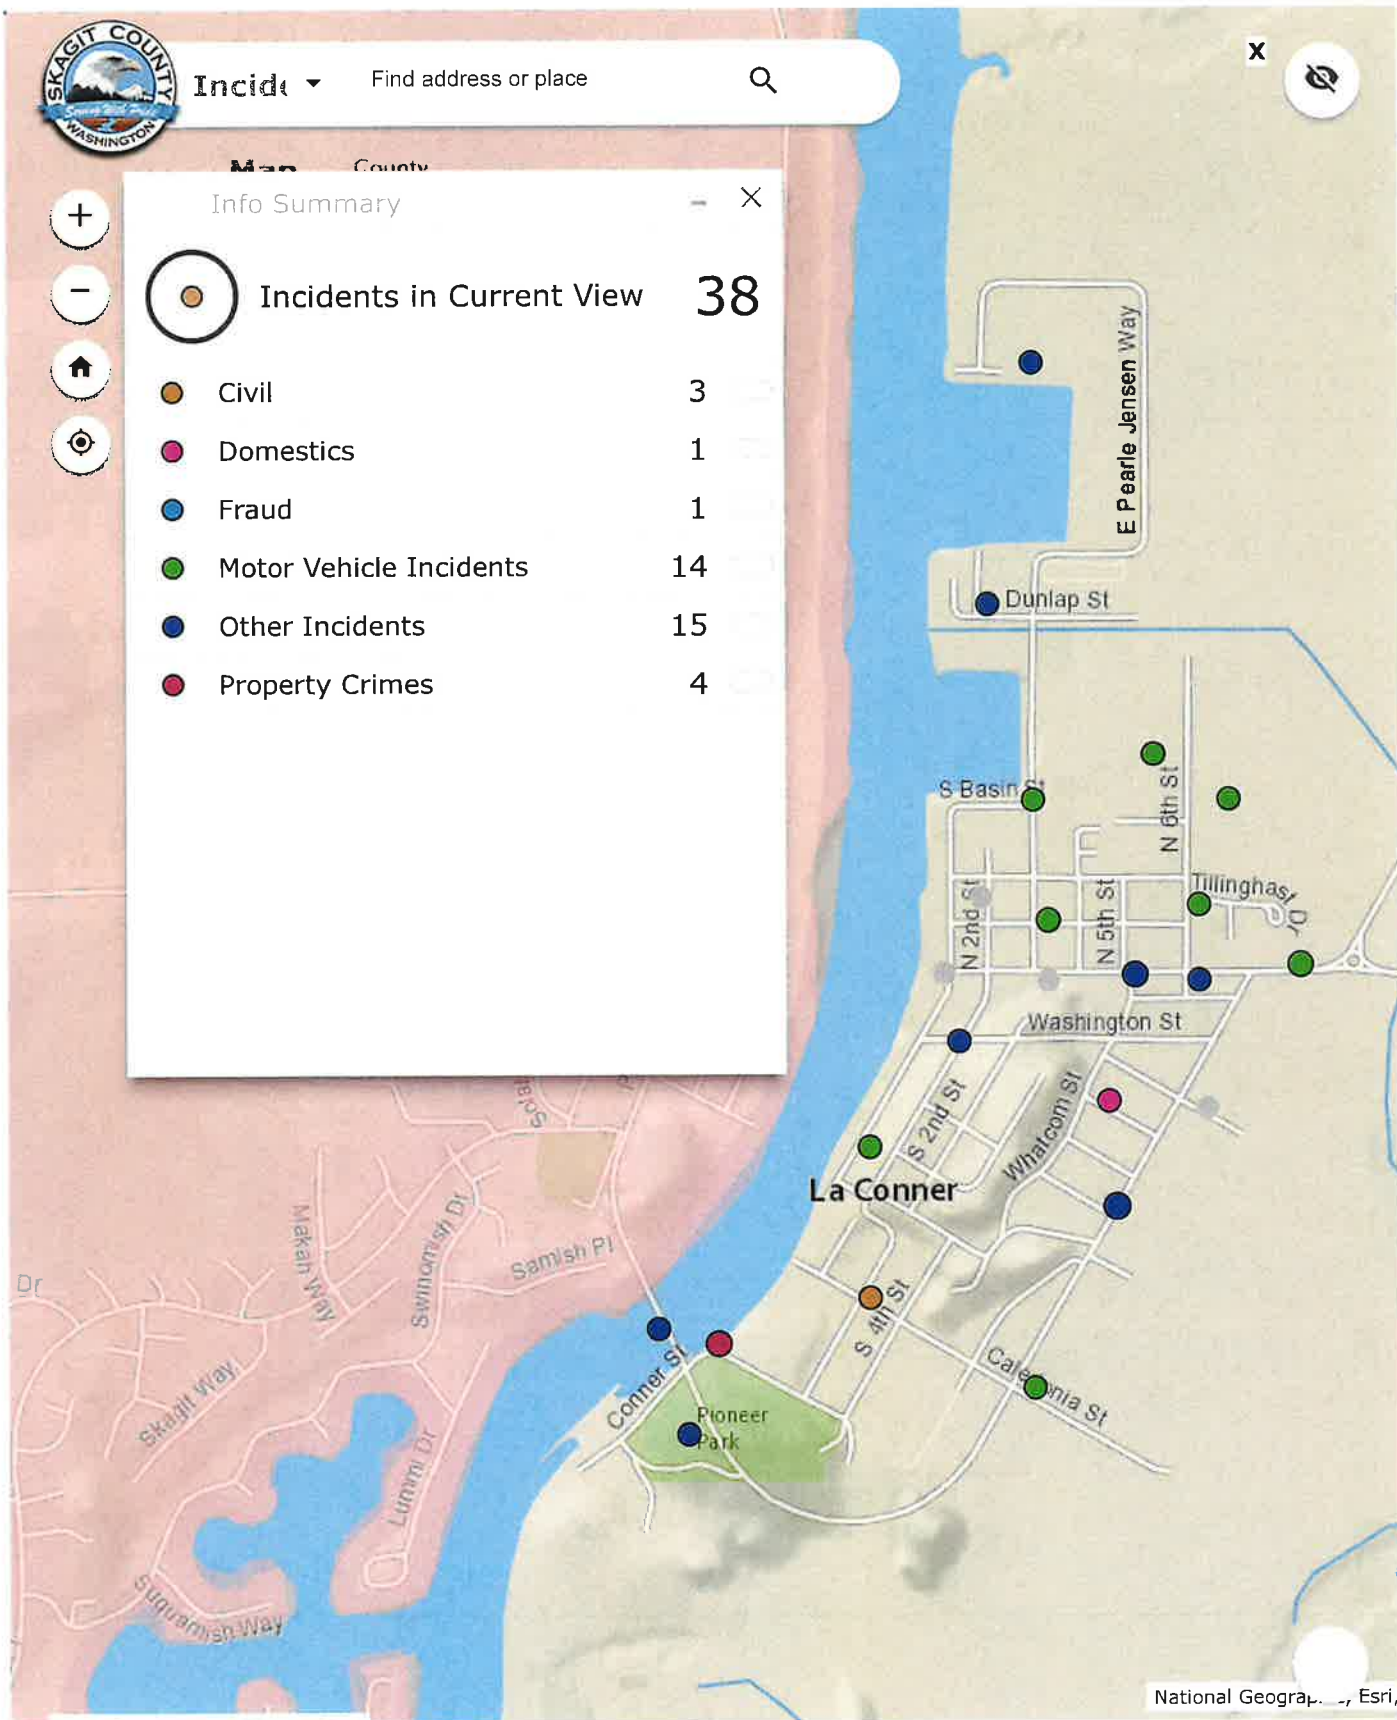 SKAGIT COUNTY
WASHINGTON
Find address or place
X
Map County
Info Summary
Incidents in Current View 38
Civil 3
Domestics 1
Fraud 1
Motor Vehicle Incidents 14
Other Incidents 15
Property Crimes 4
E Pearle Jensen Way
Dunlap St
S Basin St
N 6th St
Tillinghast Dr
N 2nd St
N 5th St
Washington St
S 2nd St
Whatcom St
La Conner
Makah Way
Swinomish Dr
Samish Pl
Dr
S 4th St
Skagit Way
Conner St
Caledonia St
Pioneer
Park
Lummi Dr
Suquamish Way
National Geographic, Esri,